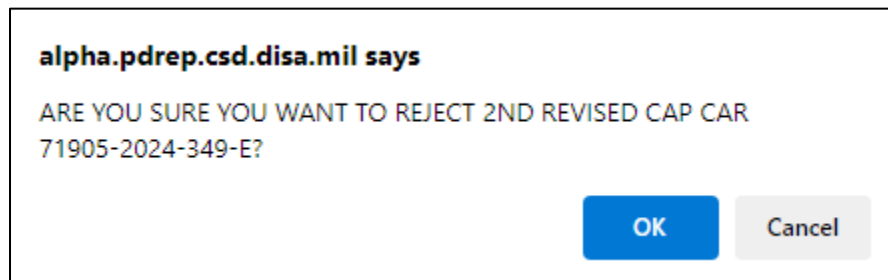 alpha.pdrep.csd.disa.mil says
ARE YOU SURE YOU WANT TO REJECT 2ND REVISED CAP CAR
71905-2024-349-E?
OK
Cancel